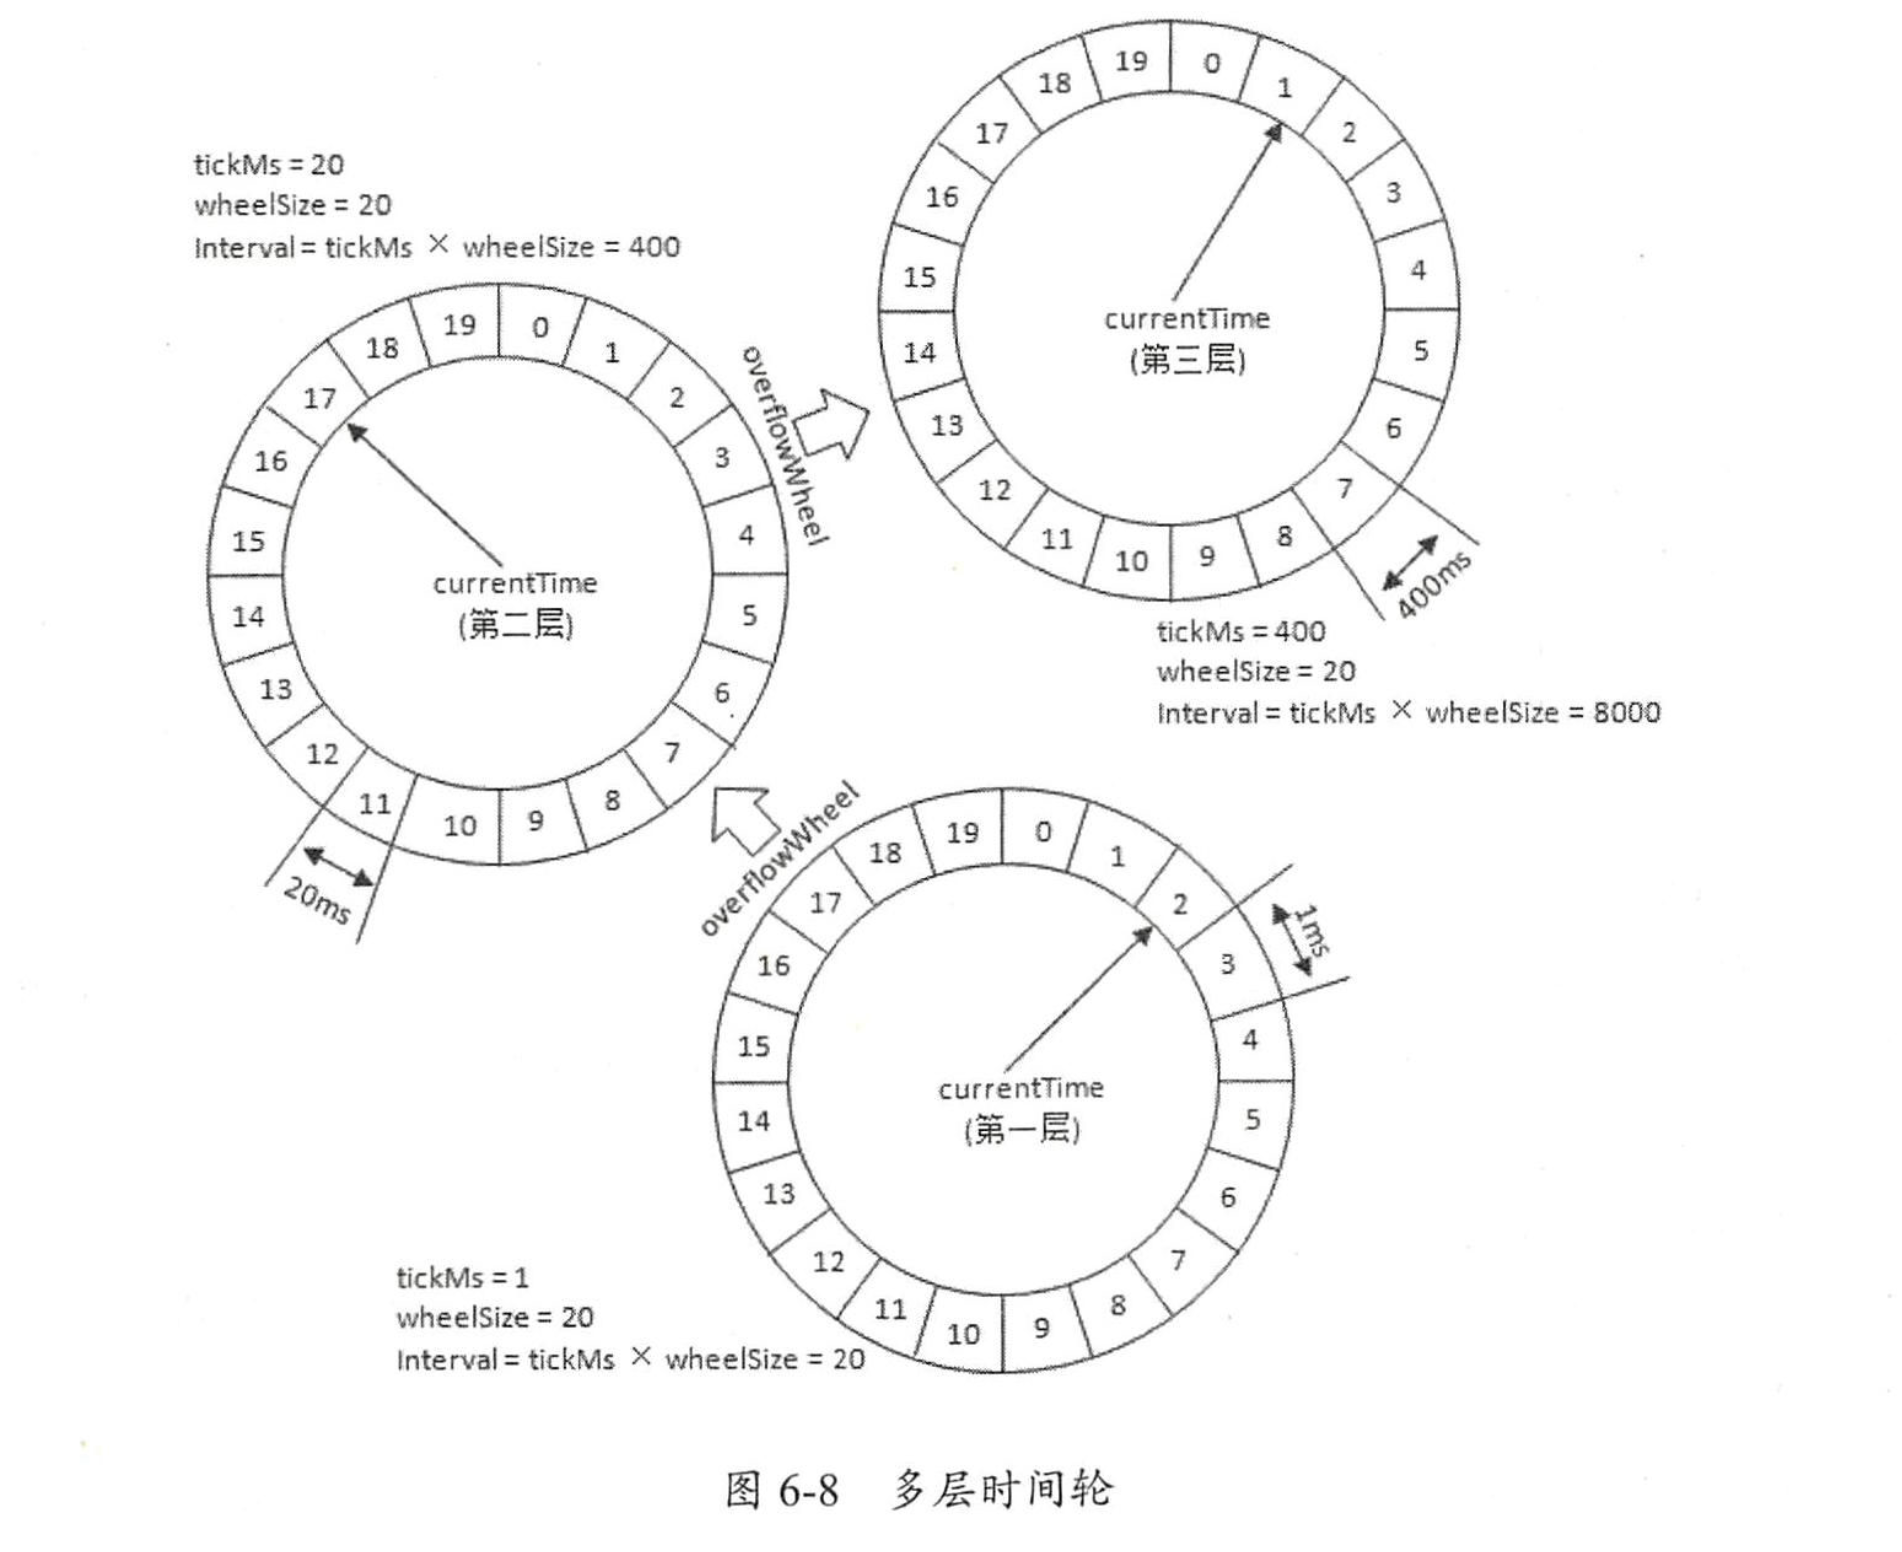 tickMs = 20
wheelSize = 20
Interval = tickMs × wheelSize = 400
0
1
2
3
4
5
6
7
8
9
10
11
12
13
14
15
16
17
18
19
currentTime
(第二层)
20ms
overflowWheel
0
1
2
3
4
5
6
7
8
9
10
11
12
13
14
15
16
17
18
19
currentTime
(第三层)
400ms
tickMs = 400
wheelSize = 20
Interval = tickMs × wheelSize = 8000
overflowWheel
0
1
2
3
4
5
6
7
8
9
10
11
12
13
14
15
16
17
18
19
currentTime
(第一层)
1ms
tickMs = 1
wheelSize = 20
Interval = tickMs × wheelSize = 20
图 6-8 多层时间轮